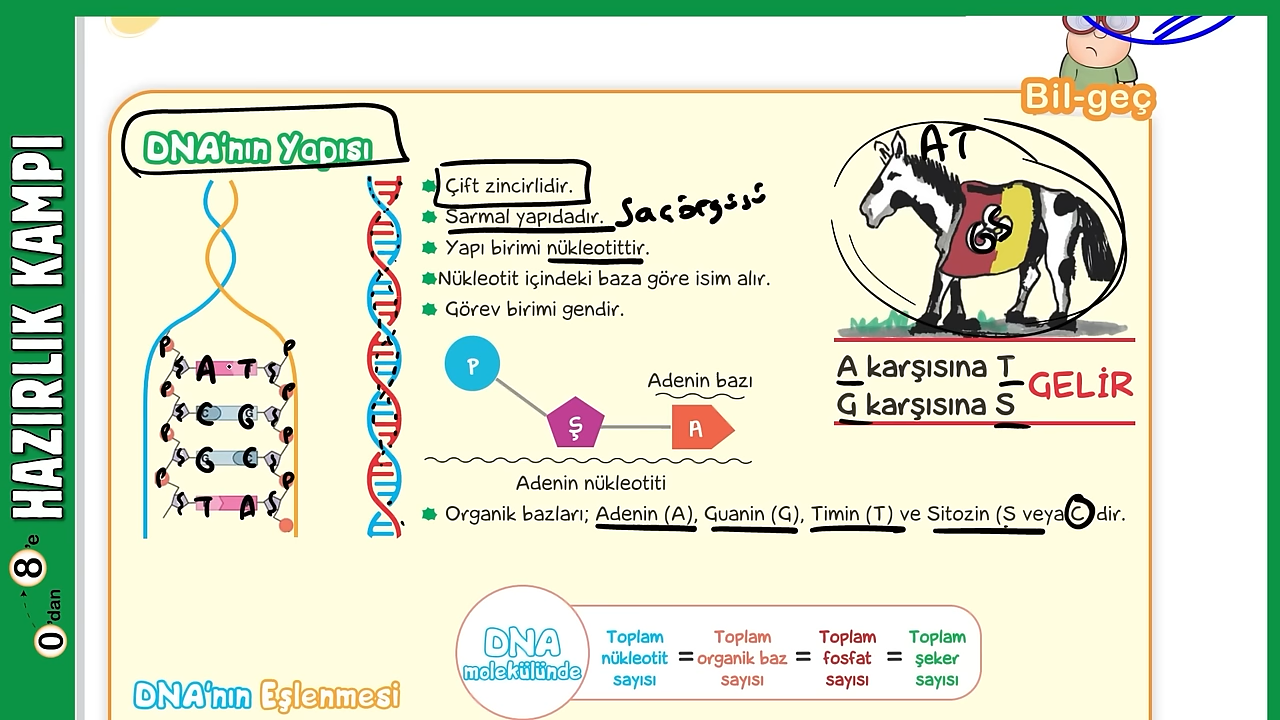 0'dan 8'e HAZIRLIK KAMPI
Bil-geç
DNA'nın Yapısı
Çift zincirlidir.
Sarmal yapıdadır. Saç örgüsü
Yapı birimi nükleotittir.
Nükleotit içindeki baza göre isim alır.
Görev birimi gendir.
AT
GS
P P
Ş A T Ş
P P
Ş C G Ş
P P
Ş G C Ş
P P
Ş T A Ş
P
Ş
A
Adenin bazı
Adenin nükleotiti
A karşısına T
G karşısına S
GELİR
Organik bazları; Adenin (A), Guanin (G), Timin (T) ve Sitozin (S veya C) dir.
DNA molekülünde
Toplam nükleotit sayısı = Toplam organik baz sayısı = Toplam fosfat sayısı = Toplam şeker sayısı
DNA'nın Eşlenmesi